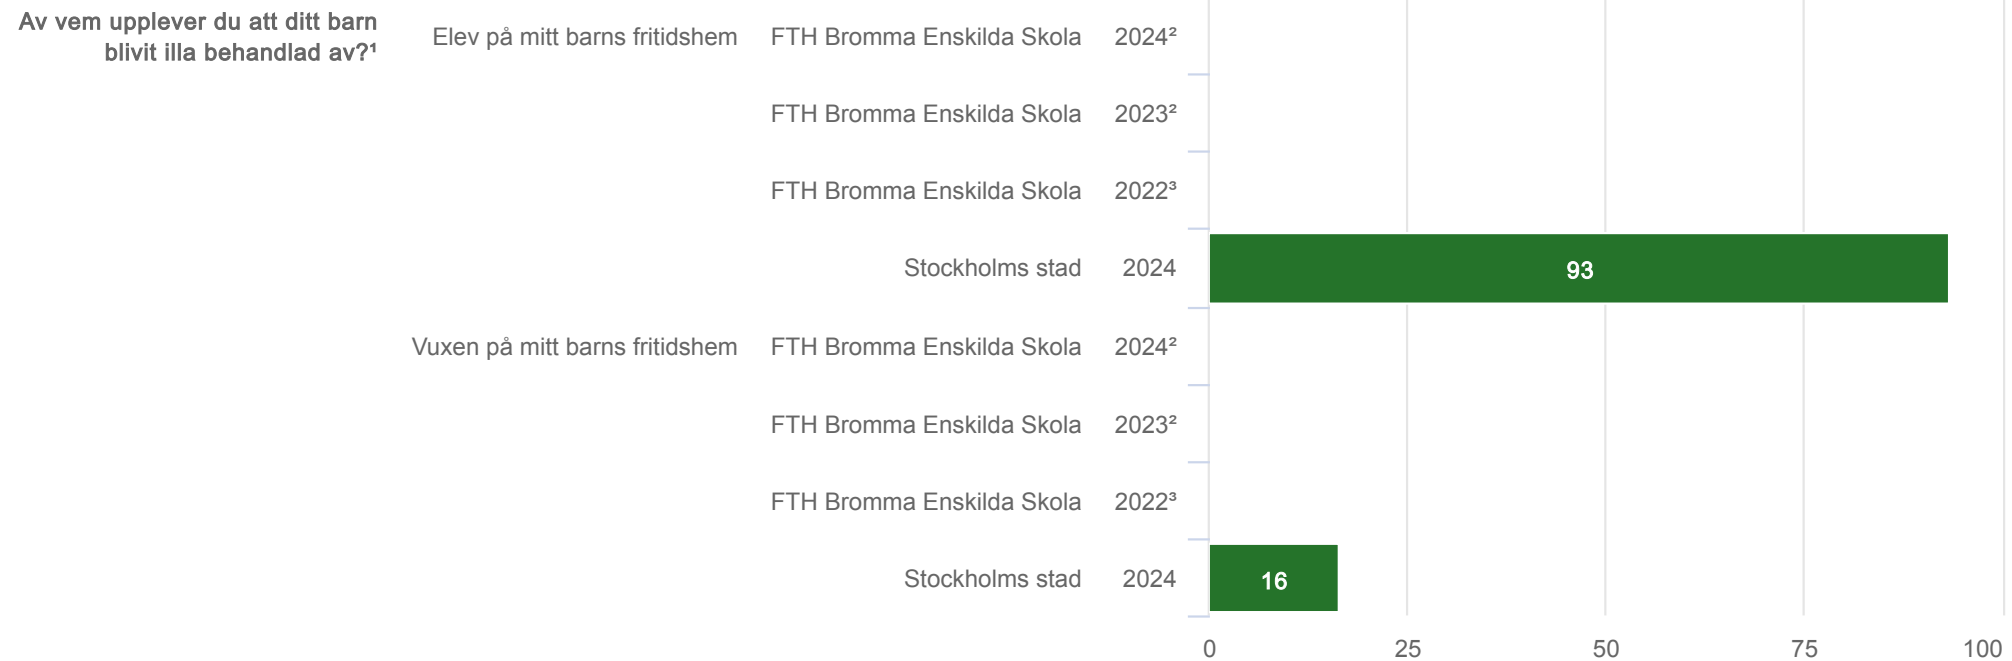 Av vem upplever du att ditt barn
blivit illa behandlad av?¹
Elev på mitt barns fritidshem FTH Bromma Enskilda Skola 2024²
FTH Bromma Enskilda Skola 2023²
FTH Bromma Enskilda Skola 2022³
Stockholms stad 2024 93
Vuxen på mitt barns fritidshem FTH Bromma Enskilda Skola 2024²
FTH Bromma Enskilda Skola 2023²
FTH Bromma Enskilda Skola 2022³
Stockholms stad 2024 16
0 25 50 75 100